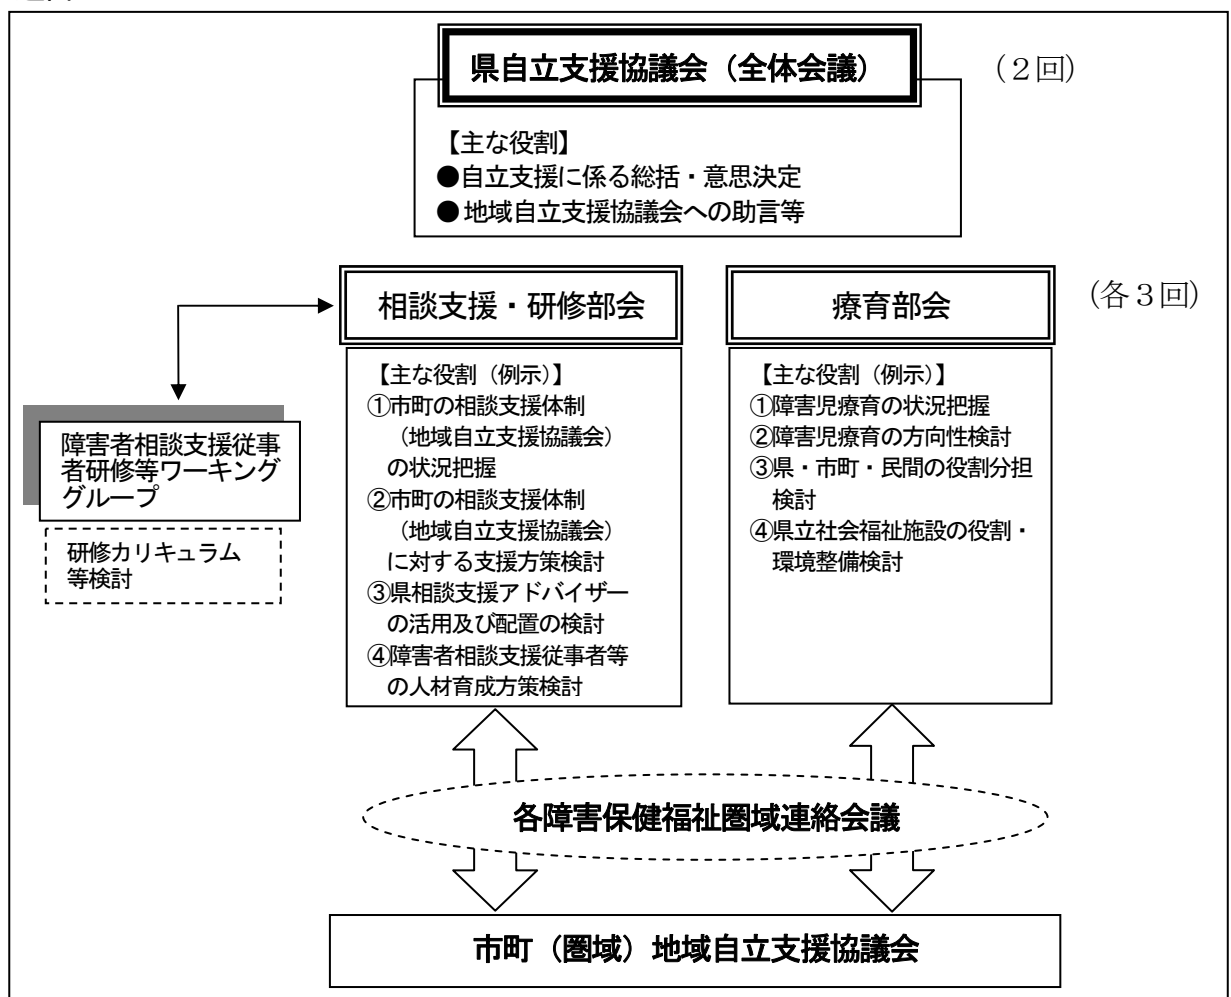 県自立支援協議会（全体会議）
（２回）
【主な役割】
●自立支援に係る総括・意思決定
●地域自立支援協議会への助言等
相談支援・研修部会
療育部会
（各３回）
【主な役割（例示）】
①市町の相談支援体制
（地域自立支援協議会）
の状況把握
②市町の相談支援体制
（地域自立支援協議会）
に対する支援方策検討
③県相談支援アドバイザー
の活用及び配置の検討
④障害者相談支援従事者等
の人材育成方策検討
【主な役割（例示）】
①障害児療育の状況把握
②障害児療育の方向性検討
③県・市町・民間の役割分担
検討
④県立社会福祉施設の役割・
環境整備検討
障害者相談支援従事
者研修等ワーキング
グループ
研修カリキュラム
等検討
各障害保健福祉圏域連絡会議
市町（圏域）地域自立支援協議会